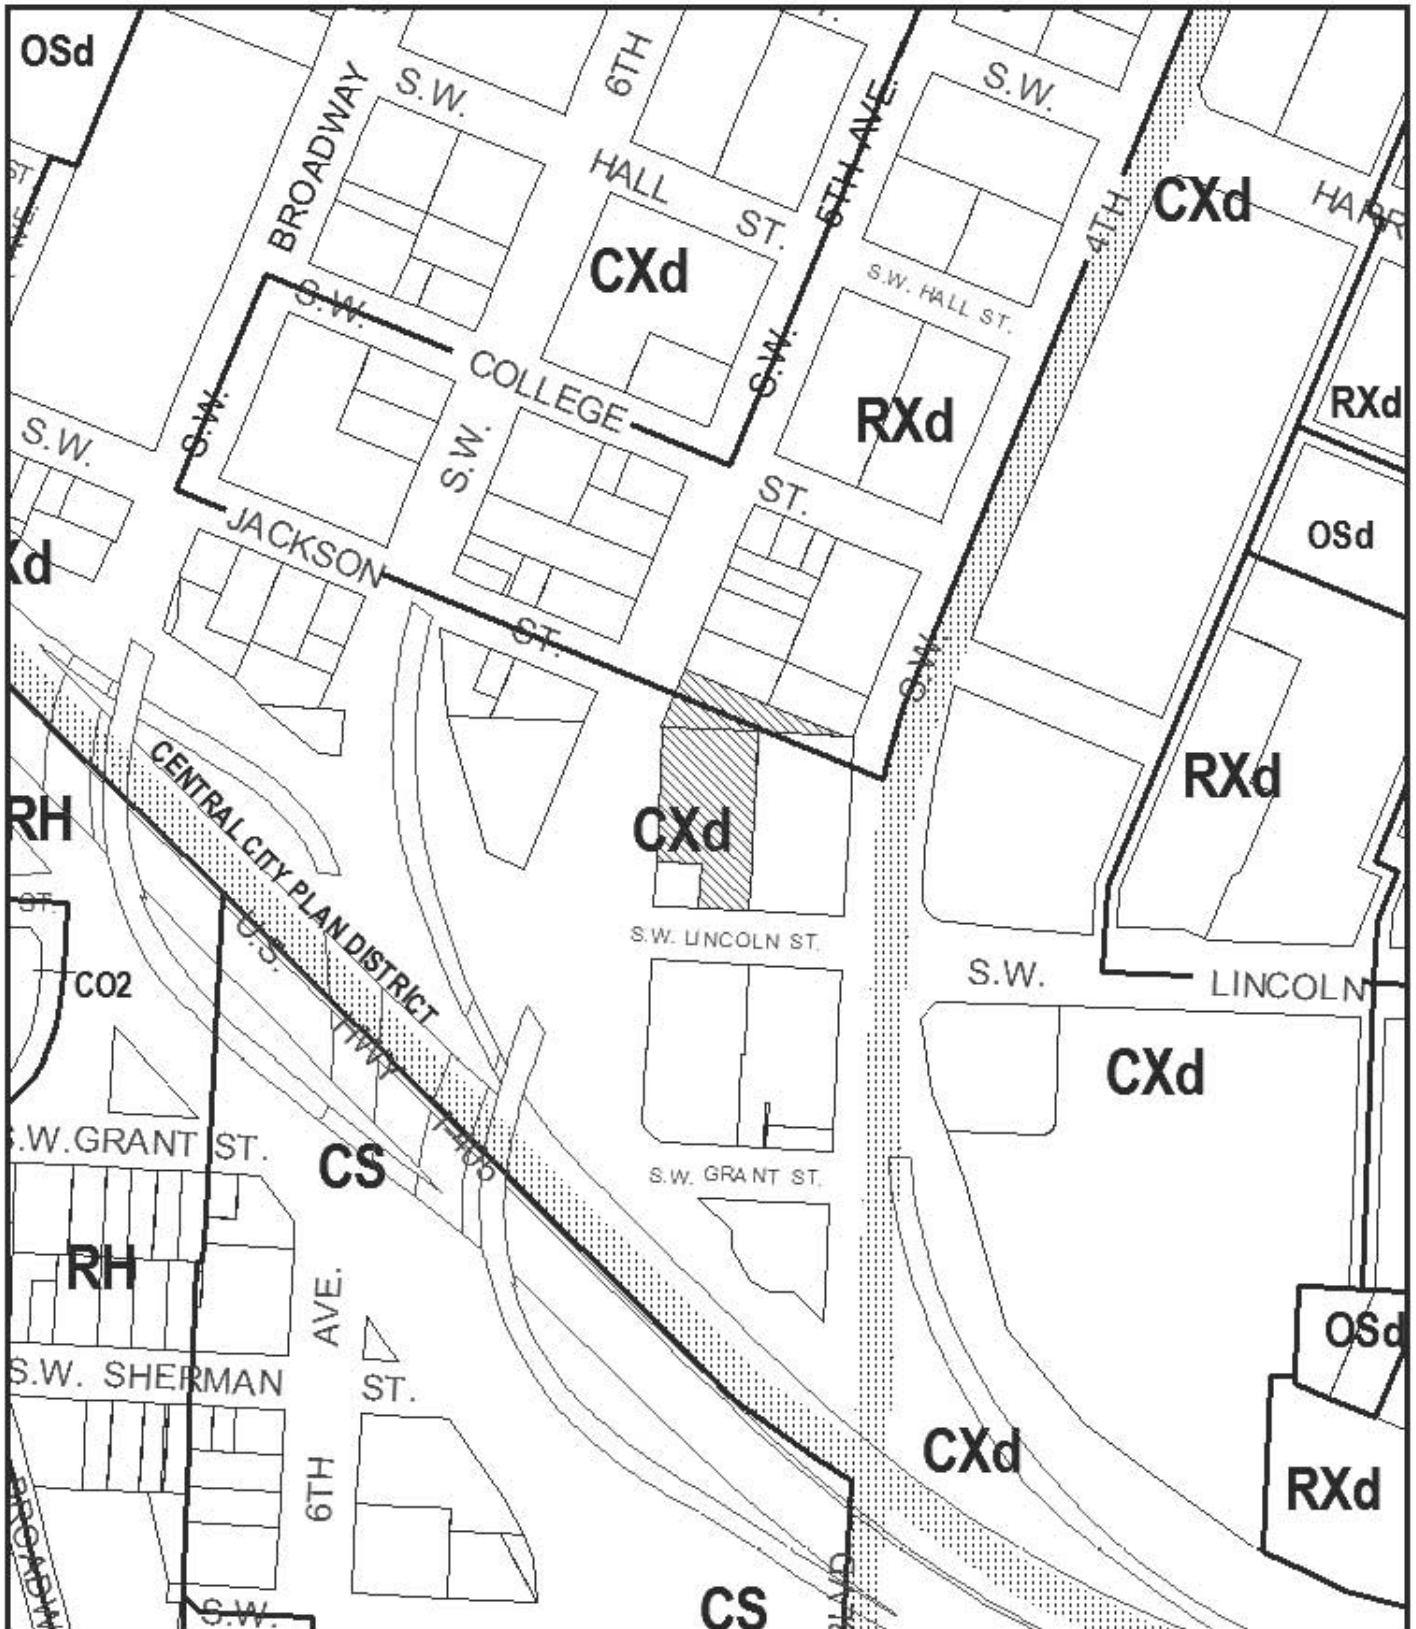 OSd
S.W.
6TH
S.W.
BROADWAY
HALL
ST.
5TH AVE.
4TH
CXd
ST.
CXd
S.W. HALL ST.
S.W.
COLLEGE
S.W.
RXd
RXd
S.W.
S.W.
S.W.
ST.
OSd
JACKSON
ST.
S.W.
CENTRAL CITY PLAN DISTRICT
RH
CXd
RXd
ST.
U.S.
HWY
I-405
S.W. LINCOLN ST.
S.W.
LINCOLN
CO2
CXd
S.W. GRANT ST.
CS
S.W. GRANT ST.
RH
AVE.
OSd
S.W. SHERMAN
ST.
CXd
RXd
6TH
S.W.
CS